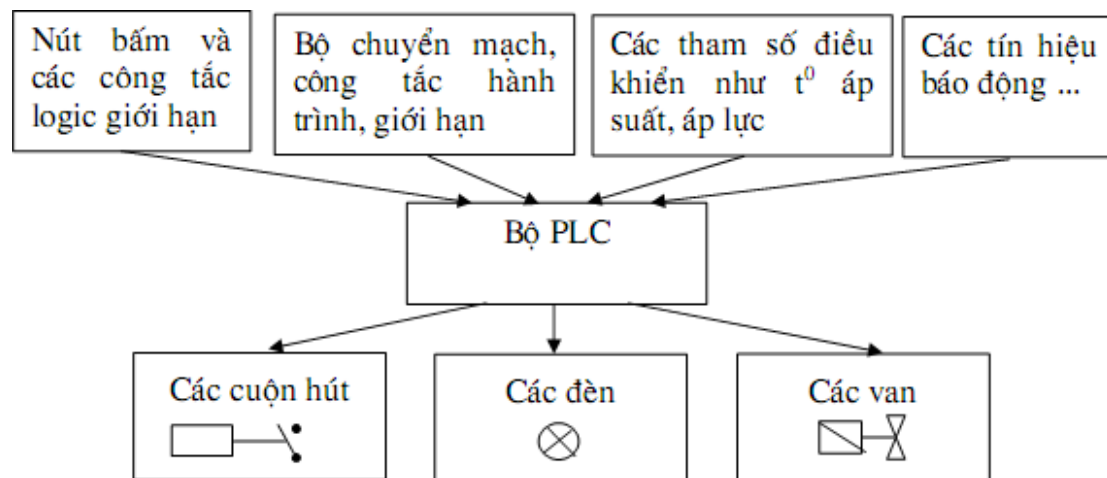 Nút bấm và
các công tắc
logic giới hạn
Bộ chuyển mạch,
công tắc hành
trình, giới hạn
Các tham số điều
khiển như t⁰ áp
suất, áp lực
Các tín hiệu
báo động ...
Bộ PLC
Các cuộn hút
Các đèn
Các van